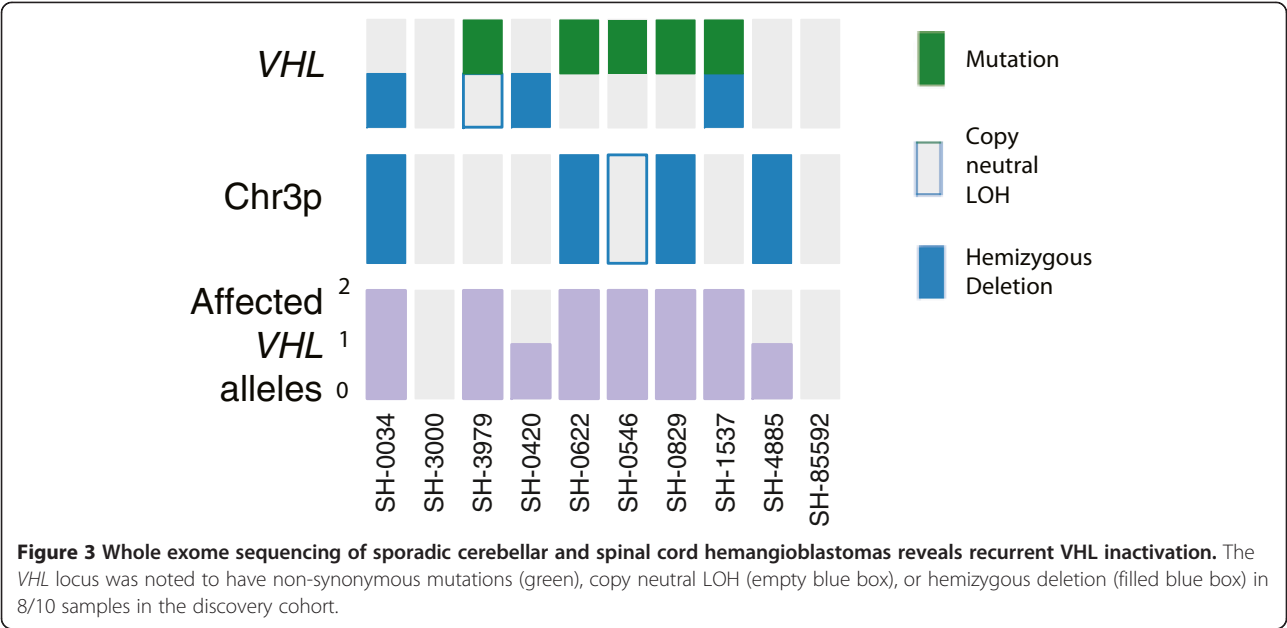 VHL
Mutation
Copy
neutral
LOH
Chr3p
Hemizygous
Deletion
Affected
VHL
alleles
2
1
0
SH-0034
SH-3000
SH-3979
SH-0420
SH-0622
SH-0546
SH-0829
SH-1537
SH-4885
SH-85592
Figure 3 Whole exome sequencing of sporadic cerebellar and spinal cord hemangioblastomas reveals recurrent VHL inactivation. The
VHL locus was noted to have non-synonymous mutations (green), copy neutral LOH (empty blue box), or hemizygous deletion (filled blue box) in
8/10 samples in the discovery cohort.